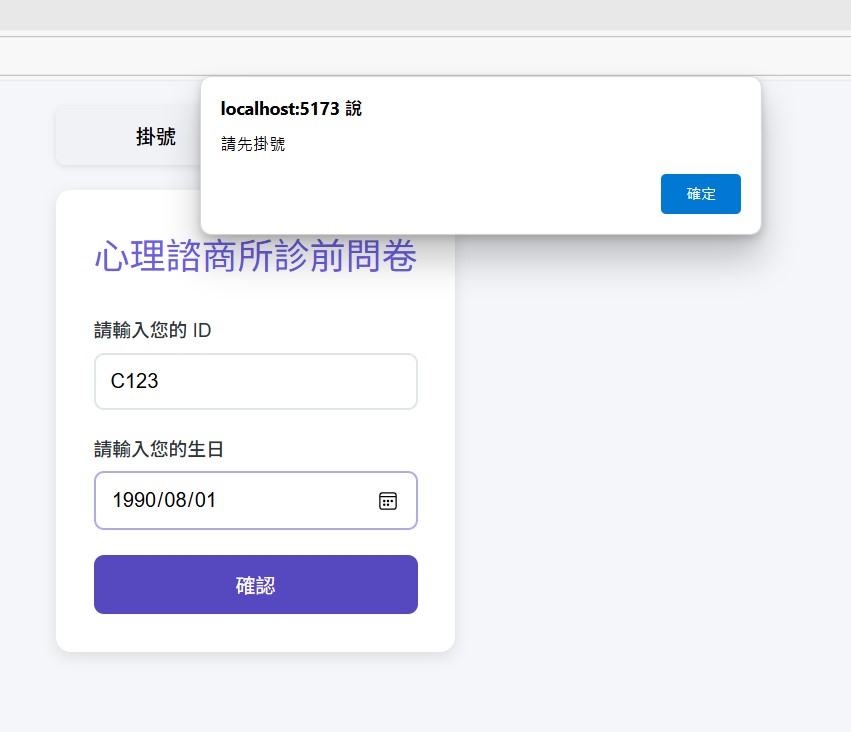 localhost:5173 說
請先掛號
確定
掛號
心理諮商所診前問卷
請輸入您的 ID
C123
請輸入您的生日
1990/08/01
確認